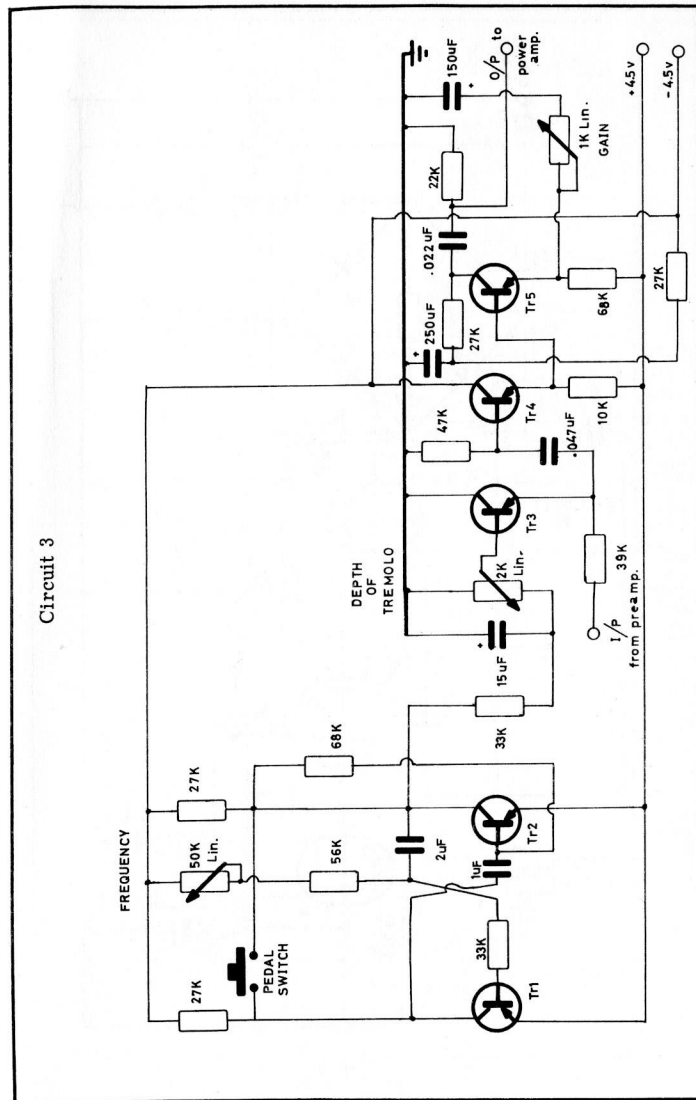 Circuit 3
FREQUENCY
27K
50K
Lin.
27K
PEDAL
SWITCH
56K
68K
2uF
1uF
33K
Tr1
Tr2
33K
DEPTH
OF
TREMOLO
15uF
2K
Lin.
Tr3
I/P
from preamp.
39K
47K
.047uF
Tr4
10K
250uF
+
27K
.022uF
22K
Tr5
68K
27K
150uF
+
O/P to
power
amp.
1K Lin.
GAIN
+4.5v
-4.5v
+